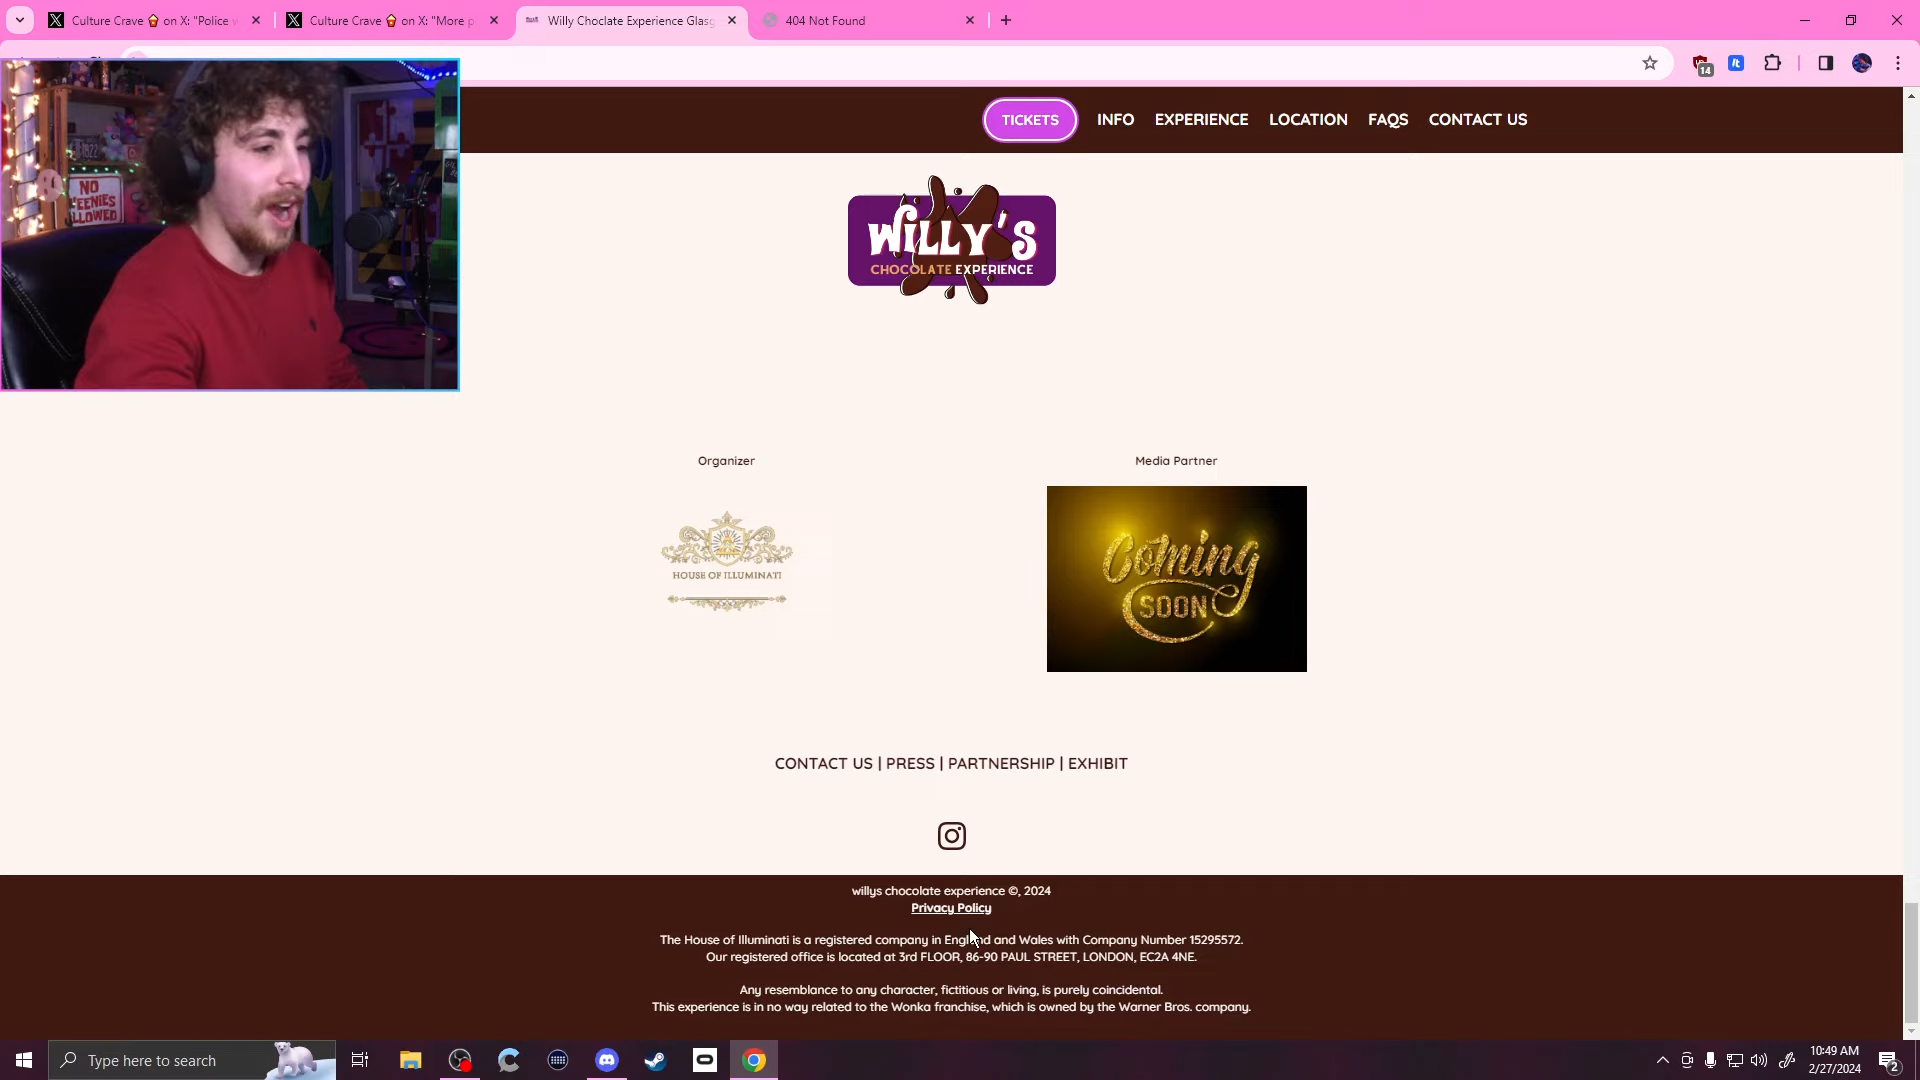 Culture Crave 🍿 on X: "Police w
Culture Crave 🍿 on X: "More p
Willy Choclate Experience Glasg
404 Not Found
14
TICKETS
INFO
EXPERIENCE
LOCATION
FAQS
CONTACT US
NO
WEENIES
ALLOWED
WiLLY'S
CHOCOLATE EXPERIENCE
Organizer
Media Partner
HOUSE OF ILLUMINATI
Coming
SOON
CONTACT US | PRESS | PARTNERSHIP | EXHIBIT
willys chocolate experience ©, 2024
Privacy Policy
The House of Illuminati is a registered company in England and Wales with Company Number 15295572.
Our registered office is located at 3rd FLOOR, 86-90 PAUL STREET, LONDON, EC2A 4NE.
Any resemblance to any character, fictitious or living, is purely coincidental.
This experience is in no way related to the Wonka franchise, which is owned by the Warner Bros. company.
Type here to search
10:49 AM
2/27/2024
2